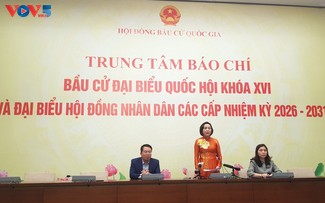 VOV5
HỘI ĐỒNG BẦU CỬ QUỐC GIA
TRUNG TÂM BÁO CHÍ
BẦU CỬ ĐẠI BIỂU QUỐC HỘI KHÓA XVI
VÀ ĐẠI BIỂU HỘI ĐỒNG NHÂN DÂN CÁC CẤP NHIỆM KỲ 2026 - 2031